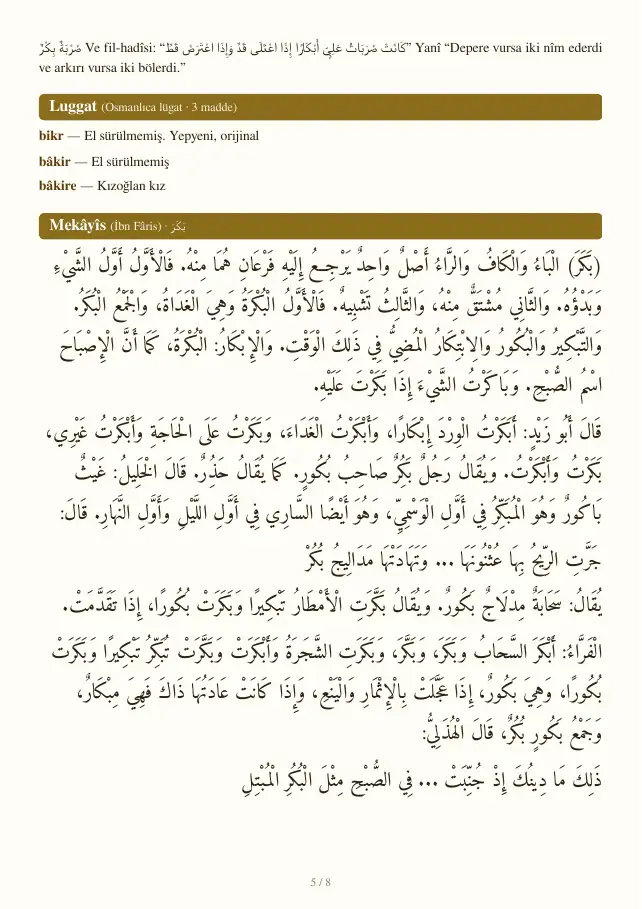 ضَرْبَةٌ بِكْرٌ Ve fil-hadîsi: “كَانَتْ ضَرَبَاتُ عَلِيٍّ أَبْكَارًا إِذَا اعْتَلَى قَدَّ وَإِذَا اعْتَرَضَ قَطَّ” Yanî “Depere vursa iki nîm ederdi
ve arkırı vursa iki bölerdi.”
Luggat (Osmanlıca lügat · 3 madde)
bikr — El sürülmemiş. Yepyeni, orijinal
bâkir — El sürülmemiş
bâkire — Kızoğlan kız
Mekâyîs (İbn Fâris) · بَكَرَ
(بَكَرَ) الْبَاءُ وَالْكَافُ وَالرَّاءُ أَصْلٌ وَاحِدٌ يَرْجِعُ إِلَيْهِ فَرْعَانِ هُمَا مِنْهُ. فَالْأَوَّلُ أَوَّلُ الشَّيْءِ
وَبَدْؤُهُ. وَالثَّانِي مُشْتَقٌّ مِنْهُ، وَالثَّالِثُ تَشْبِيهٌ. فَالْأَوَّلُ الْبُكْرَةُ وَهِيَ الْغَدَاةُ، وَالْجَمْعُ الْبُكَرُ.
وَالتَّبْكِيرُ وَالْبُكُورُ وَالِابْتِكَارُ الْمُضِيُّ فِي ذَلِكَ الْوَقْتِ. وَالْإِبْكَارُ: الْبُكْرَةُ، كَمَا أَنَّ الْإِصْبَاحَ
اسْمُ الصُّبْحِ. وَبَاكَرْتُ الشَّيْءَ إِذَا بَكَرْتَ عَلَيْهِ.
قَالَ أَبُو زَيْدٍ: أَبْكَرْتُ الْوِرْدَ إِبْكَارًا، وَأَبْكَرْتُ الْغَدَاءَ، وَبَكَرْتُ عَلَى الْحَاجَةِ وَأَبْكَرْتُ غَيْرِي،
بَكَرْتُ وَأَبْكَرْتُ. وَيُقَالُ رَجُلٌ بَكُرٌ صَاحِبُ بُكُورٍ. كَمَا يُقَالُ حَذُرٌ. قَالَ الْخَلِيلُ: غَيْثٌ
بَاكُورٌ وَهُوَ الْمُبَكِّرُ فِي أَوَّلِ الْوَسْمِيِّ، وَهُوَ أَيْضًا السَّارِي فِي أَوَّلِ اللَّيْلِ وَأَوَّلِ النَّهَارِ. قَالَ:
جَرَّتِ الرِّيحُ بِهَا عُثْنُونَهَا ... وَتَهَادَتْهَا مَدَالِيجُ بُكُرْ
يُقَالُ: سَحَابَةٌ مِدْلَاجٌ بَكُورٌ. وَيُقَالُ بَكَّرَتِ الْأَمْطَارُ تَبْكِيرًا وَبَكَرَتْ بُكُورًا، إِذَا تَقَدَّمَتْ.
الْفَرَّاءُ: أَبْكَرَ السَّحَابُ وَبَكَرَ، وَبَكَّرَ، وَبَكَرَتِ الشَّجَرَةُ وَأَبْكَرَتْ وَبَكَّرَتْ تُبَكِّرُ تَبْكِيرًا وَبَكَرَتْ
بُكُورًا، وَهِيَ بَكُورٌ، إِذَا عَجَّلَتْ بِالْإِثْمَارِ وَالْيَنْعِ، وَإِذَا كَانَتْ عَادَتُهَا ذَاكَ فَهِيَ مِبْكَارٌ،
وَجَمْعُ بَكُورٍ بُكُرٌ، قَالَ الْهُذَلِيُّ:
ذَلِكَ مَا دِينُكَ إِذْ جُنِّبَتْ ... فِي الصُّبْحِ مِثْلَ الْبُكُرِ الْمُبْتِلِ
5 / 8